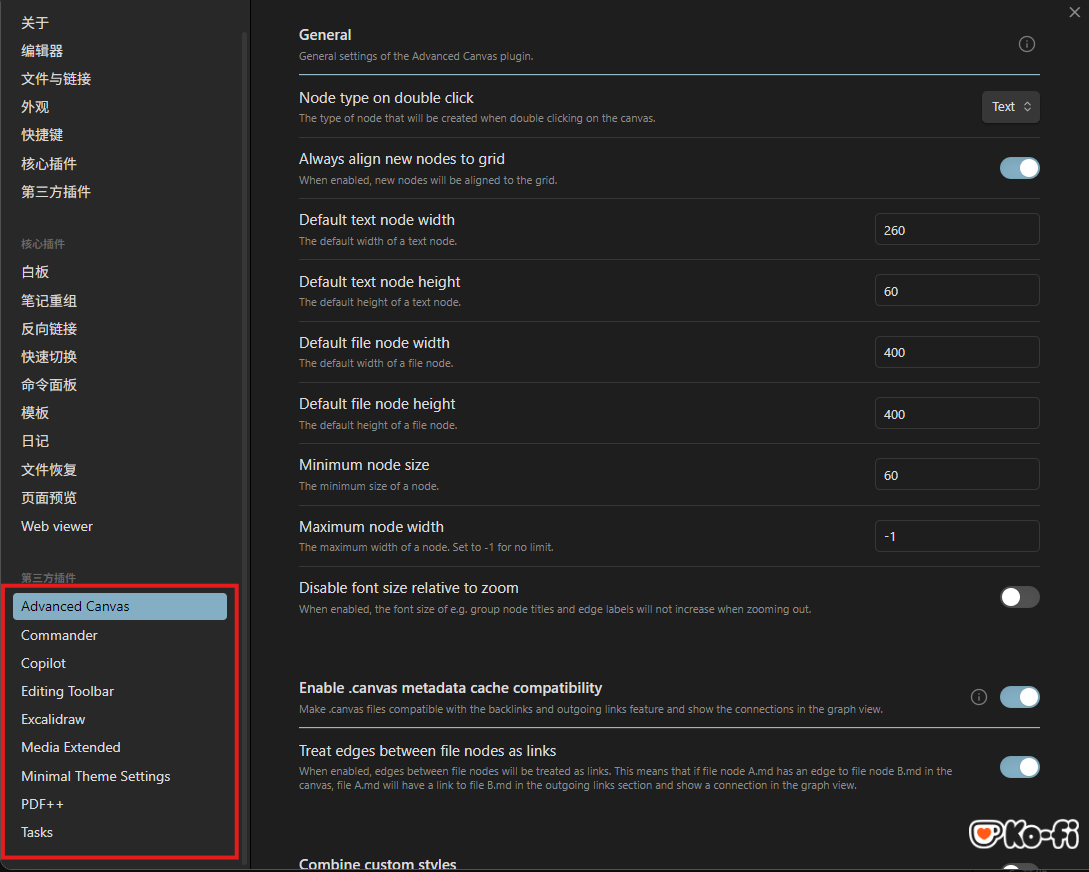 关于
编辑器
文件与链接
外观
快捷键
核心插件
第三方插件
核心插件
白板
笔记重组
反向链接
快速切换
命令面板
模板
日记
文件恢复
页面预览
Web viewer
第三方插件
Advanced Canvas
Commander
Copilot
Editing Toolbar
Excalidraw
Media Extended
Minimal Theme Settings
PDF++
Tasks
General
General settings of the Advanced Canvas plugin.
Node type on double click
The type of node that will be created when double clicking on the canvas.
Text
Always align new nodes to grid
When enabled, new nodes will be aligned to the grid.
Default text node width
The default width of a text node.
260
Default text node height
The default height of a text node.
60
Default file node width
The default width of a file node.
400
Default file node height
The default height of a file node.
400
Minimum node size
The minimum size of a node.
60
Maximum node width
The maximum width of a node. Set to -1 for no limit.
-1
Disable font size relative to zoom
When enabled, the font size of e.g. group node titles and edge labels will not increase when zooming out.
Enable .canvas metadata cache compatibility
Make .canvas files compatible with the backlinks and outgoing links feature and show the connections in the graph view.
Treat edges between file nodes as links
When enabled, edges between file nodes will be treated as links. This means that if file node A.md has an edge to file node B.md in the
canvas, file A.md will have a link to file B.md in the outgoing links section and show a connection in the graph view.
Ko-fi
Combine custom styles